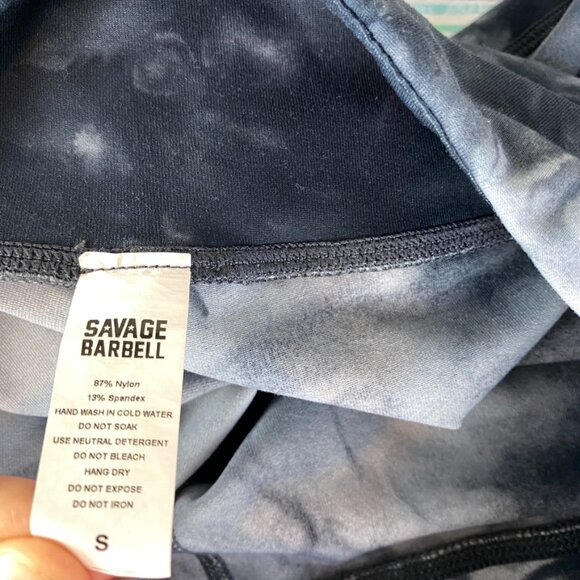 SAVAGE
BARBELL
87% Nylon
13% Spandex
HAND WASH IN COLD WATER
DO NOT SOAK
USE NEUTRAL DETERGENT
DO NOT BLEACH
HANG DRY
DO NOT EXPOSE
DO NOT IRON
S